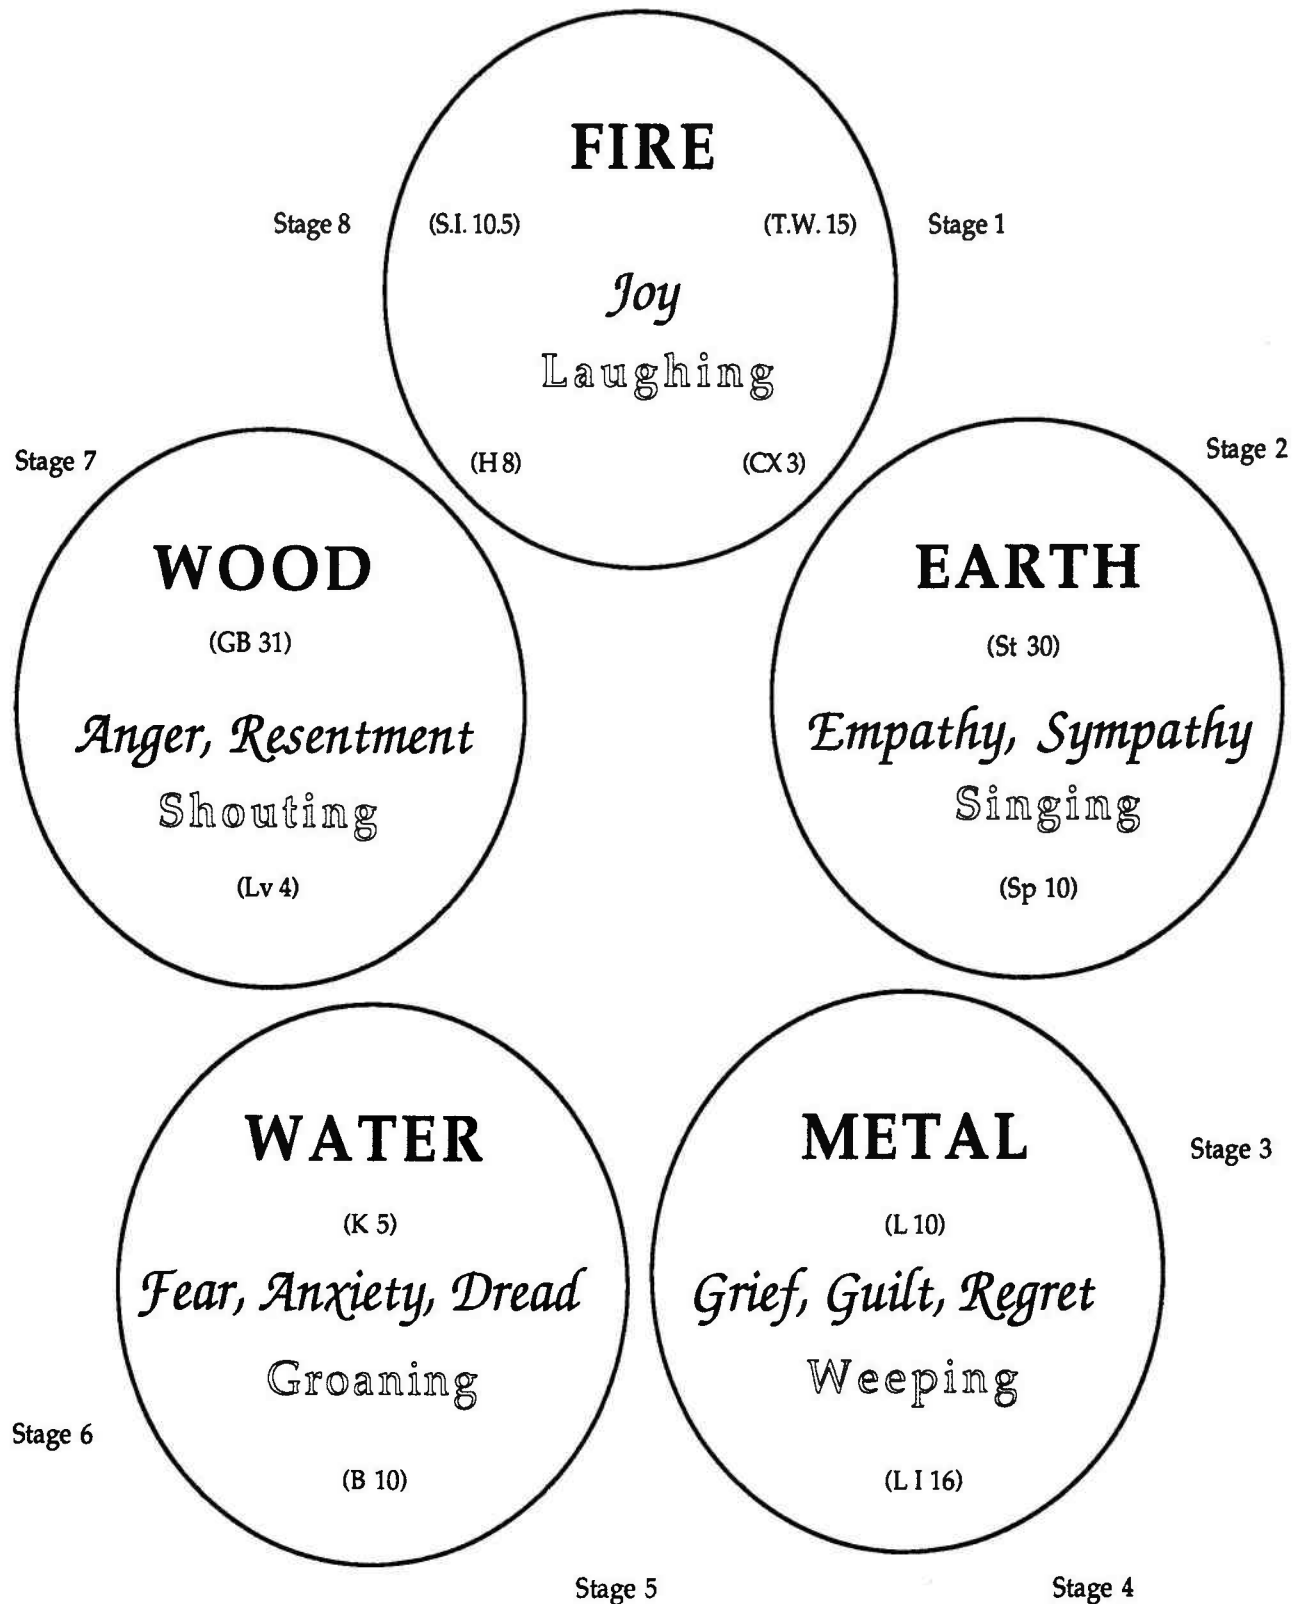 FIRE
Stage 8
(S.I. 10.5)
(T.W. 15)
Stage 1
Joy
Laughing
(H 8)
(CX 3)
Stage 7
WOOD
(GB 31)
Anger, Resentment
Shouting
(Lv 4)
Stage 2
EARTH
(St 30)
Empathy, Sympathy
Singing
(Sp 10)
WATER
(K 5)
Fear, Anxiety, Dread
Groaning
(B 10)
Stage 6
Stage 5
METAL
Stage 3
(L 10)
Grief, Guilt, Regret
Weeping
(L I 16)
Stage 4